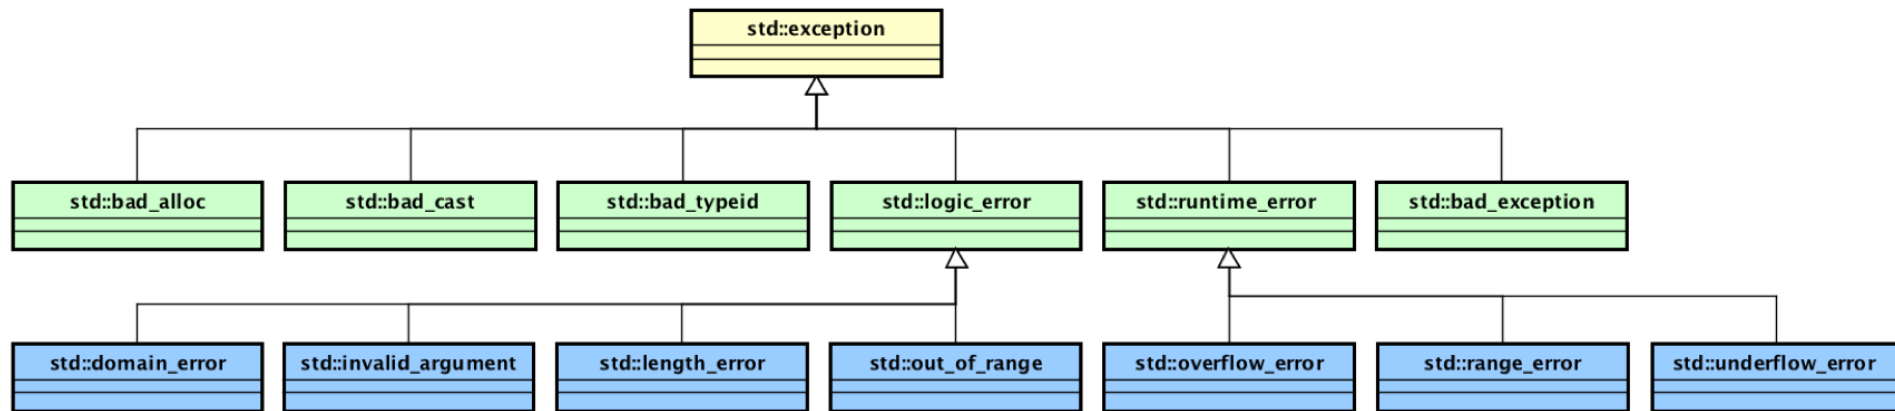 std::exception
std::bad_alloc
std::bad_cast
std::bad_typeid
std::logic_error
std::runtime_error
std::bad_exception
std::domain_error
std::invalid_argument
std::length_error
std::out_of_range
std::overflow_error
std::range_error
std::underflow_error